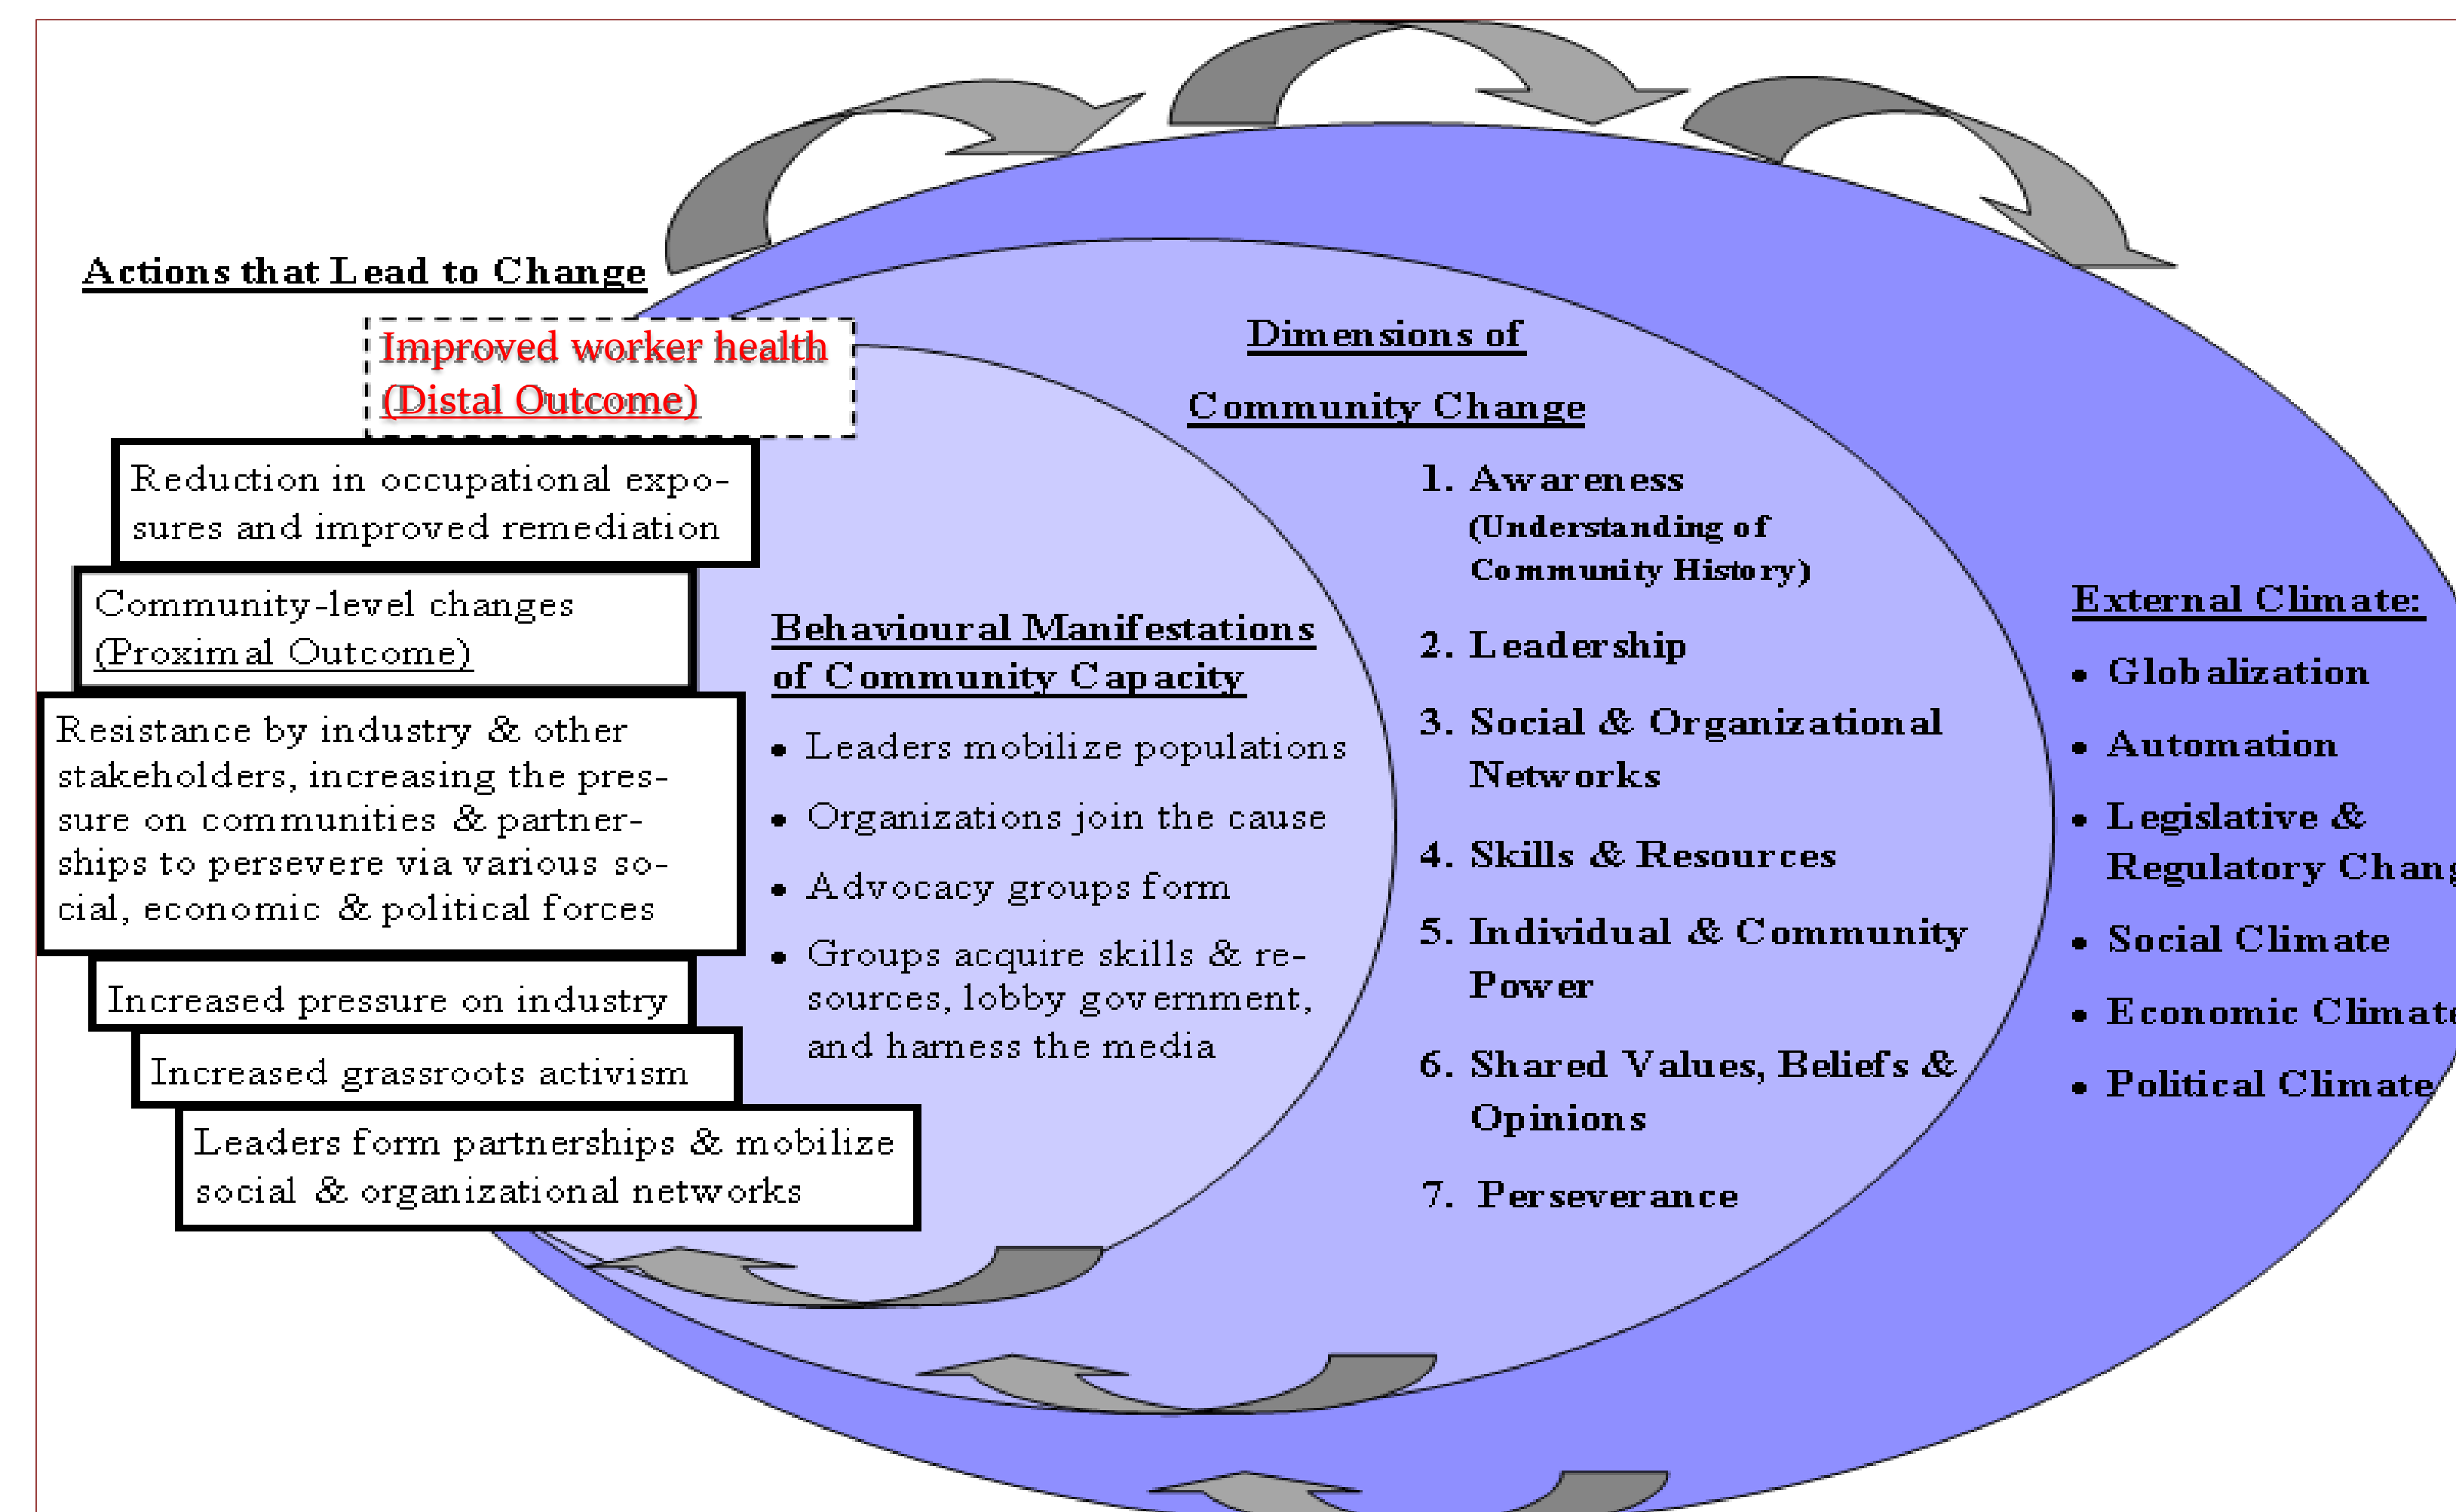 Actions that Lead to Change
Improved worker health
(Distal Outcome)
Reduction in occupational expo-
sures and improved remediation
Community-level changes
(Proximal Outcome)
Resistance by industry & other
stakeholders, increasing the pres-
sure on communities & partner-
ships to persevere via various so-
cial, economic & political forces
Increased pressure on industry
Increased grassroots activism
Leaders form partnerships & mobilize
social & organizational networks
Behavioural Manifestations
of Community Capacity
• Leaders mobilize populations
• Organizations join the cause
• Advocacy groups form
• Groups acquire skills & re-
sources, lobby government,
and harness the media
Dimensions of
Community Change
1. Awareness
(Understanding of
Community History)
2. Leadership
3. Social & Organizational
Networks
4. Skills & Resources
5. Individual & Community
Power
6. Shared Values, Beliefs &
Opinions
7. Perseverance
External Climate:
• Globalization
• Automation
• Legislative &
Regulatory Chang
• Social Climate
• Economic Climate
• Political Climate